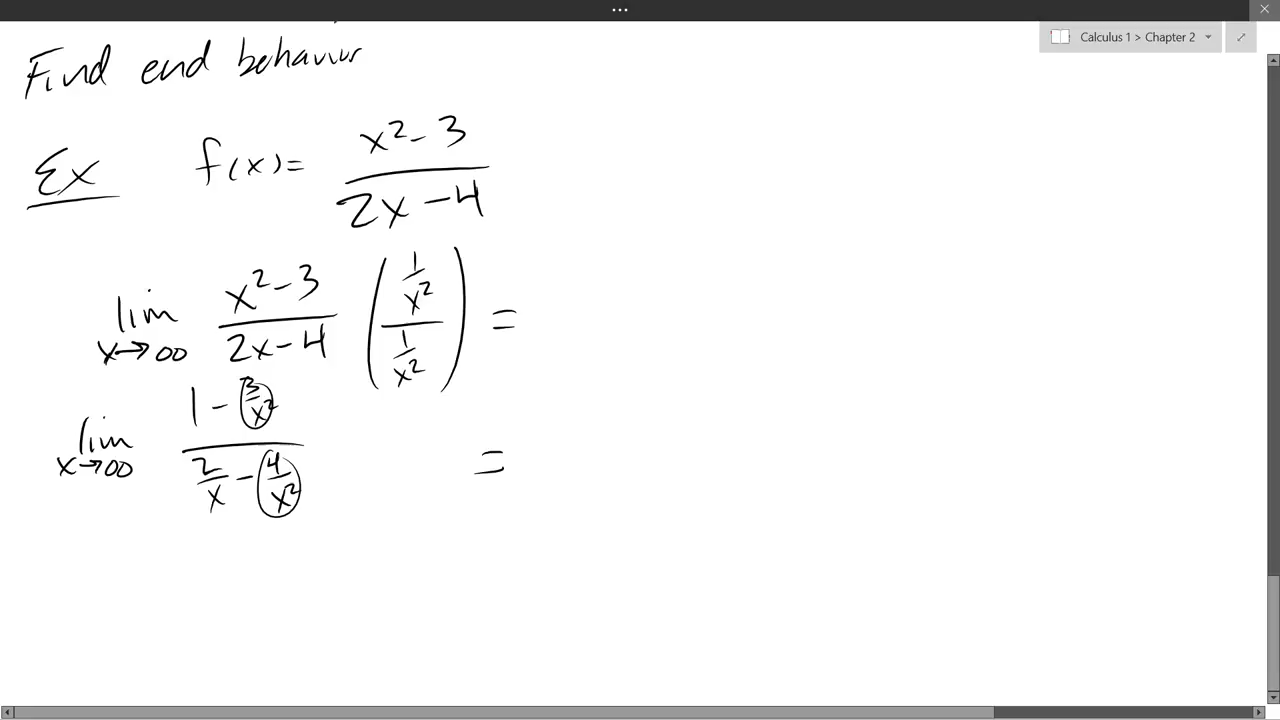 ...
Calculus 1 > Chapter 2
Find end behavior
Ex f(x) = (x² - 3)/(2x - 4)
lim x→∞ (x² - 3)/(2x - 4) ((1/x²)/(1/x²)) =
lim x→∞ (1 - 3/x²)/(2/x - 4/x²) =